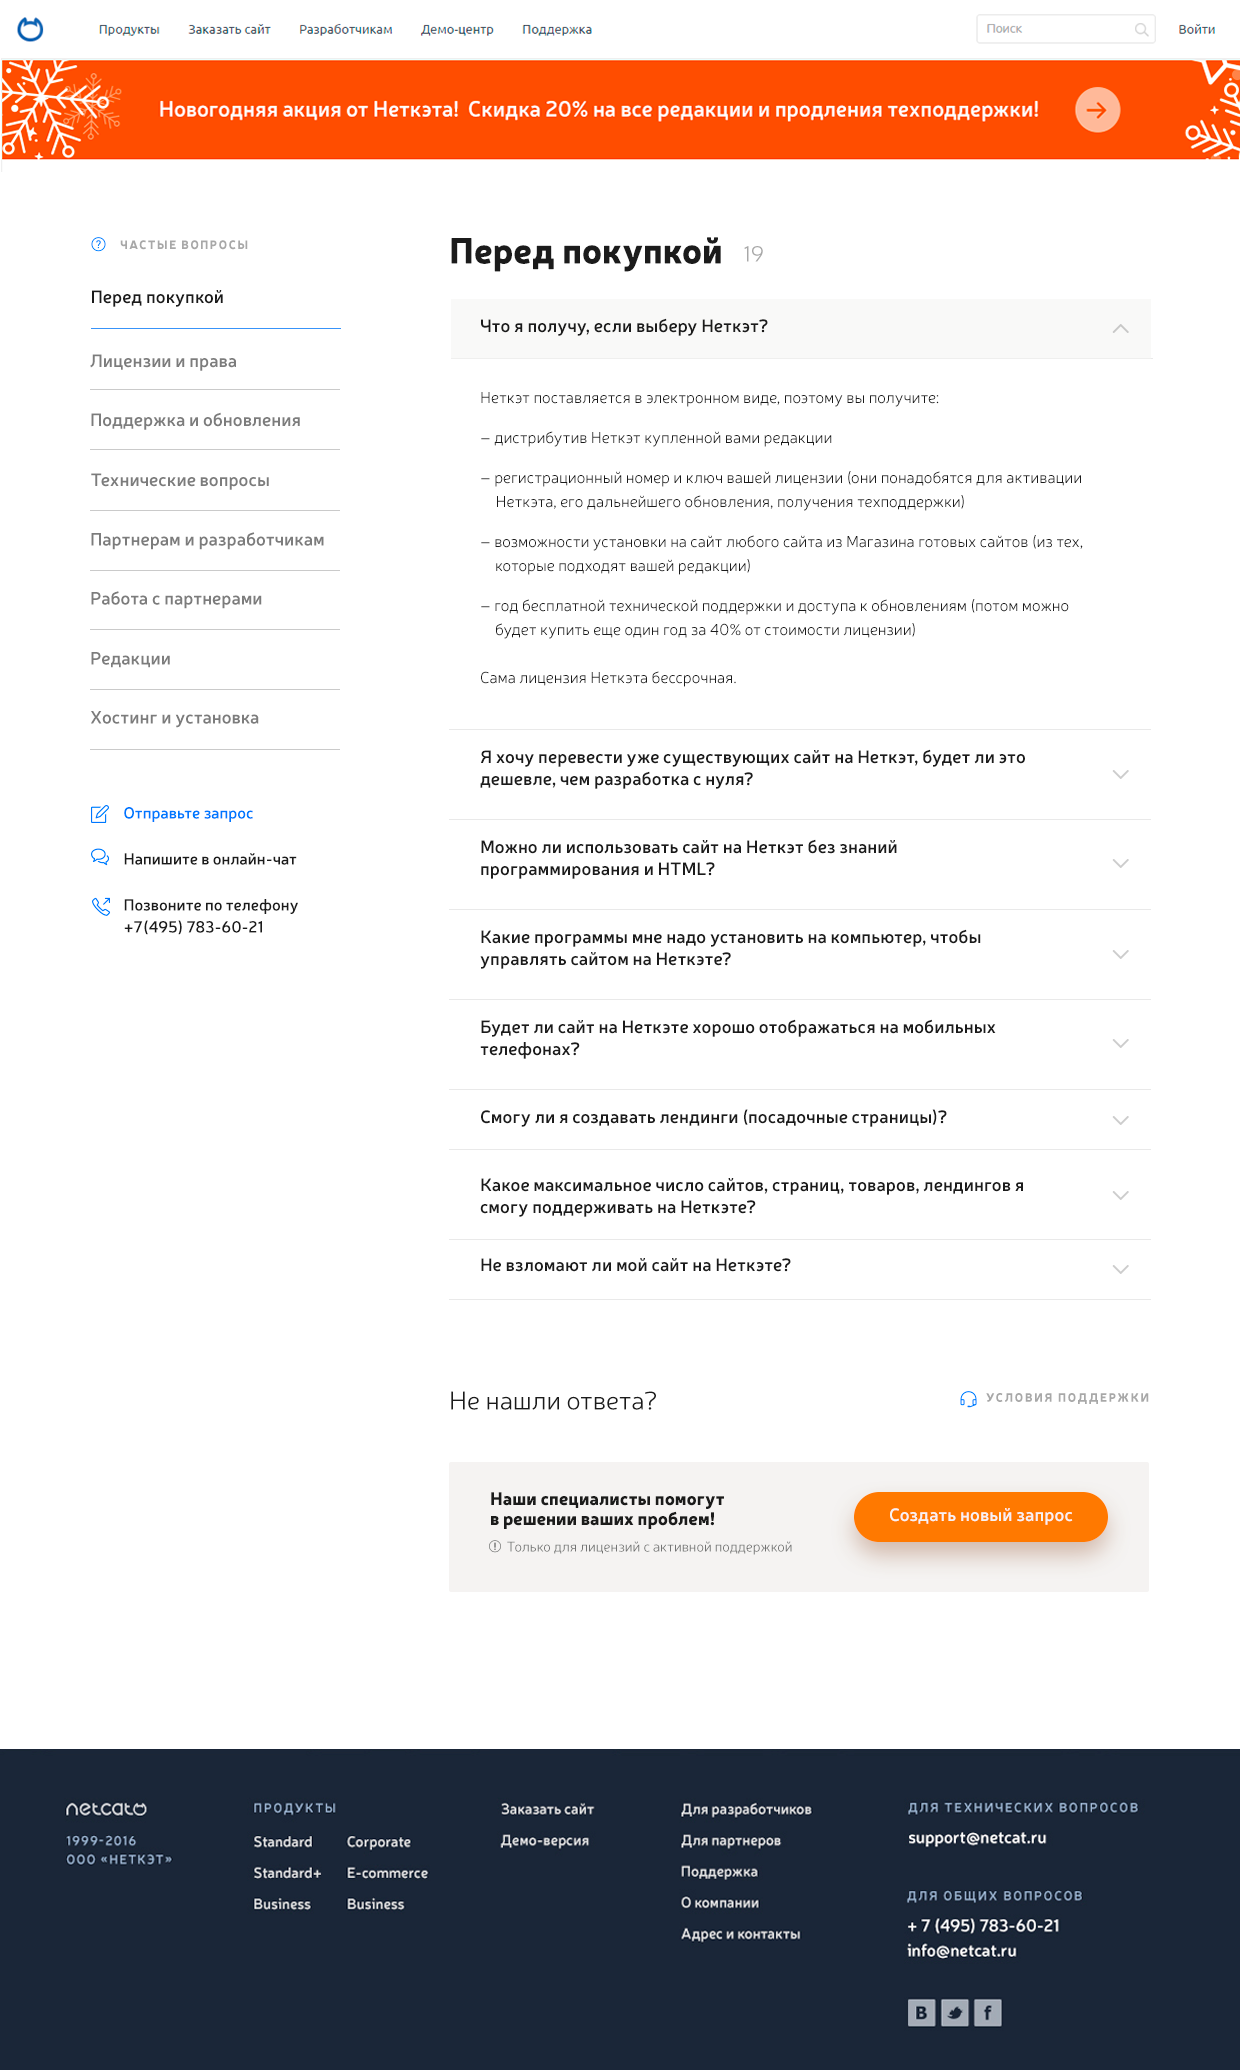 Продукты
Заказать сайт
Разработчикам
Демо-центр
Поддержка
Поиск
Войти
Новогодняя акция от Неткэта! Скидка 20% на все редакции и продления техподдержки!
ЧАСТЫЕ ВОПРОСЫ
Перед покупкой
Лицензии и права
Поддержка и обновления
Технические вопросы
Партнерам и разработчикам
Работа с партнерами
Редакции
Хостинг и установка
Отправьте запрос
Напишите в онлайн-чат
Позвоните по телефону
+7(495) 783-60-21
Перед покупкой 19
Что я получу, если выберу Неткэт?
Неткэт поставляется в электронном виде, поэтому вы получите:
– дистрибутив Неткэт купленной вами редакции
– регистрационный номер и ключ вашей лицензии (они понадобятся для активации
Неткэта, его дальнейшего обновления, получения техподдержки)
– возможности установки на сайт любого сайта из Магазина готовых сайтов (из тех,
которые подходят вашей редакции)
– год бесплатной технической поддержки и доступа к обновлениям (потом можно
будет купить еще один год за 40% от стоимости лицензии)
Сама лицензия Неткэта бессрочная.
Я хочу перевести уже существующих сайт на Неткэт, будет ли это
дешевле, чем разработка с нуля?
Можно ли использовать сайт на Неткэт без знаний
программирования и HTML?
Какие программы мне надо установить на компьютер, чтобы
управлять сайтом на Неткэте?
Будет ли сайт на Неткэте хорошо отображаться на мобильных
телефонах?
Смогу ли я создавать лендинги (посадочные страницы)?
Какое максимальное число сайтов, страниц, товаров, лендингов я
смогу поддерживать на Неткэте?
Не взломают ли мой сайт на Неткэте?
Не нашли ответа?
УСЛОВИЯ ПОДДЕРЖКИ
Наши специалисты помогут
в решении ваших проблем!
Только для лицензий с активной поддержкой
Создать новый запрос
netcat
1999-2016
ООО «НЕТКЭТ»
ПРОДУКТЫ
Standard
Corporate
Standard+
E-commerce
Business
Business
Заказать сайт
Демо-версия
Для разработчиков
Для партнеров
Поддержка
О компании
Адрес и контакты
ДЛЯ ТЕХНИЧЕСКИХ ВОПРОСОВ
support@netcat.ru
ДЛЯ ОБЩИХ ВОПРОСОВ
+ 7 (495) 783-60-21
info@netcat.ru
В
f